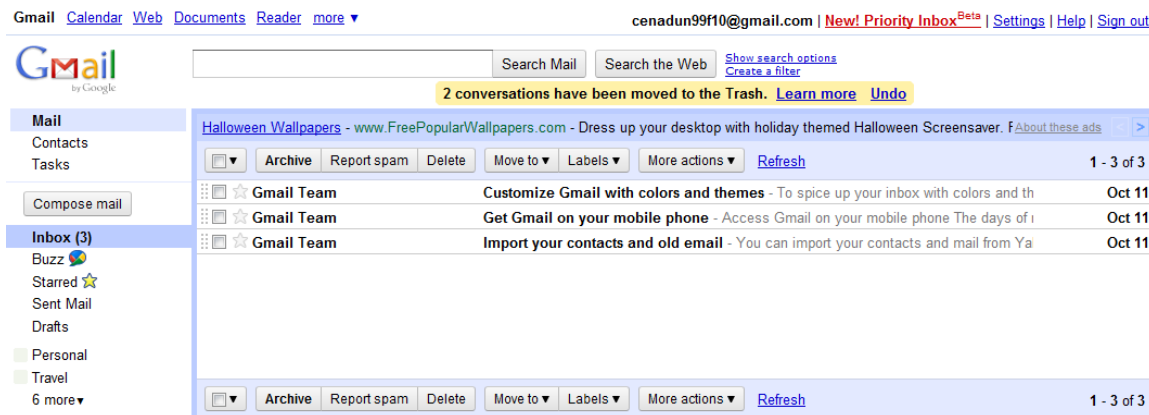 Gmail Calendar Web Documents Reader more ▼ cenadun99f10@gmail.com | New! Priority Inbox Beta | Settings | Help | Sign out
Gmail by Google
Search Mail Search the Web Show search options
Create a filter
2 conversations have been moved to the Trash. Learn more Undo
Mail
Contacts
Tasks
Compose mail
Inbox (3)
Buzz
Starred
Sent Mail
Drafts
Personal
Travel
6 more▼
Halloween Wallpapers - www.FreePopularWallpapers.com - Dress up your desktop with holiday themed Halloween Screensaver. About these ads < >
▼ Archive Report spam Delete Move to ▼ Labels ▼ More actions ▼ Refresh 1 - 3 of 3
Gmail Team Customize Gmail with colors and themes - To spice up your inbox with colors and th Oct 11
Gmail Team Get Gmail on your mobile phone - Access Gmail on your mobile phone The days of Oct 11
Gmail Team Import your contacts and old email - You can import your contacts and mail from Ya Oct 11
▼ Archive Report spam Delete Move to ▼ Labels ▼ More actions ▼ Refresh 1 - 3 of 3